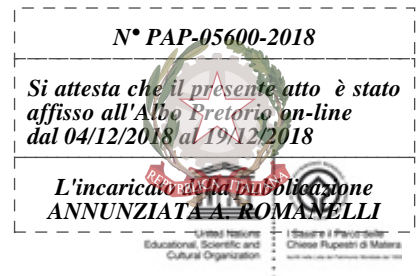 N° PAP-05600-2018
Si attesta che il presente atto è stato
affisso all'Albo Pretorio on-line
dal 04/12/2018 al 19/12/2018
L'incaricato della pubblicazione
ANNUNZIATA A. ROMANELLI
REPUBBLICA ITALIANA
United Nations
Educational, Scientific and
Cultural Organization
I Sassi e il Parco delle
Chiese Rupestri di Matera